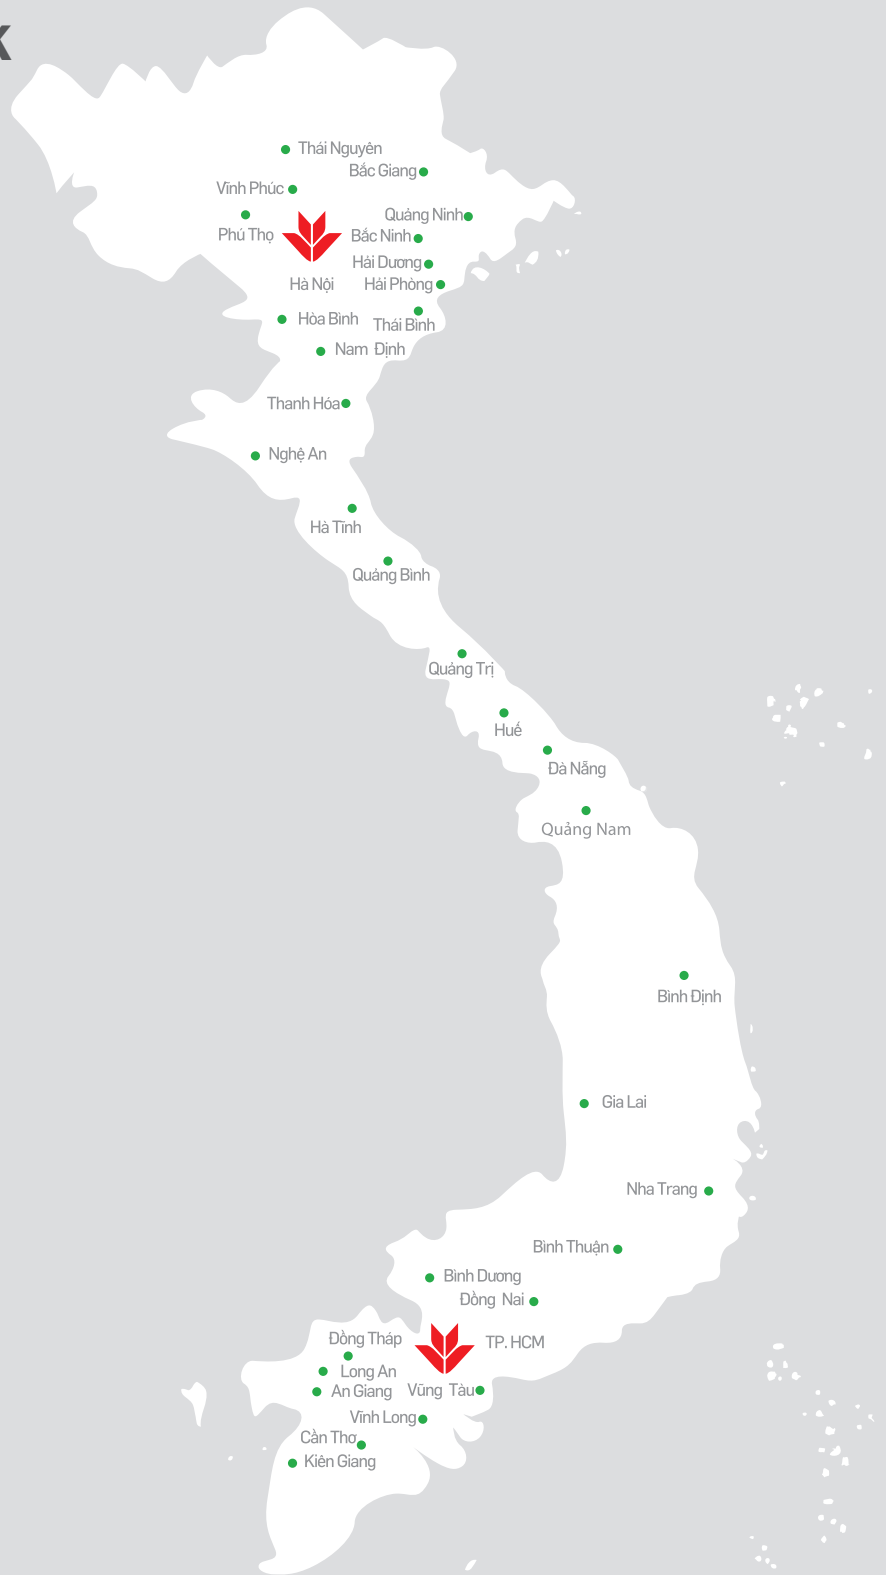 K
Thái Nguyên
Bắc Giang
Vĩnh Phúc
Quảng Ninh
Phú Thọ
Bắc Ninh
Hải Dương
Hà Nội
Hải Phòng
Hòa Bình
Thái Bình
Nam Định
Thanh Hóa
Nghệ An
Hà Tĩnh
Quảng Bình
Quảng Trị
Huế
Đà Nẵng
Quảng Nam
Bình Định
Gia Lai
Nha Trang
Bình Thuận
Bình Dương
Đồng Nai
Đồng Tháp
TP. HCM
Long An
An Giang
Vũng Tàu
Vĩnh Long
Cần Thơ
Kiên Giang